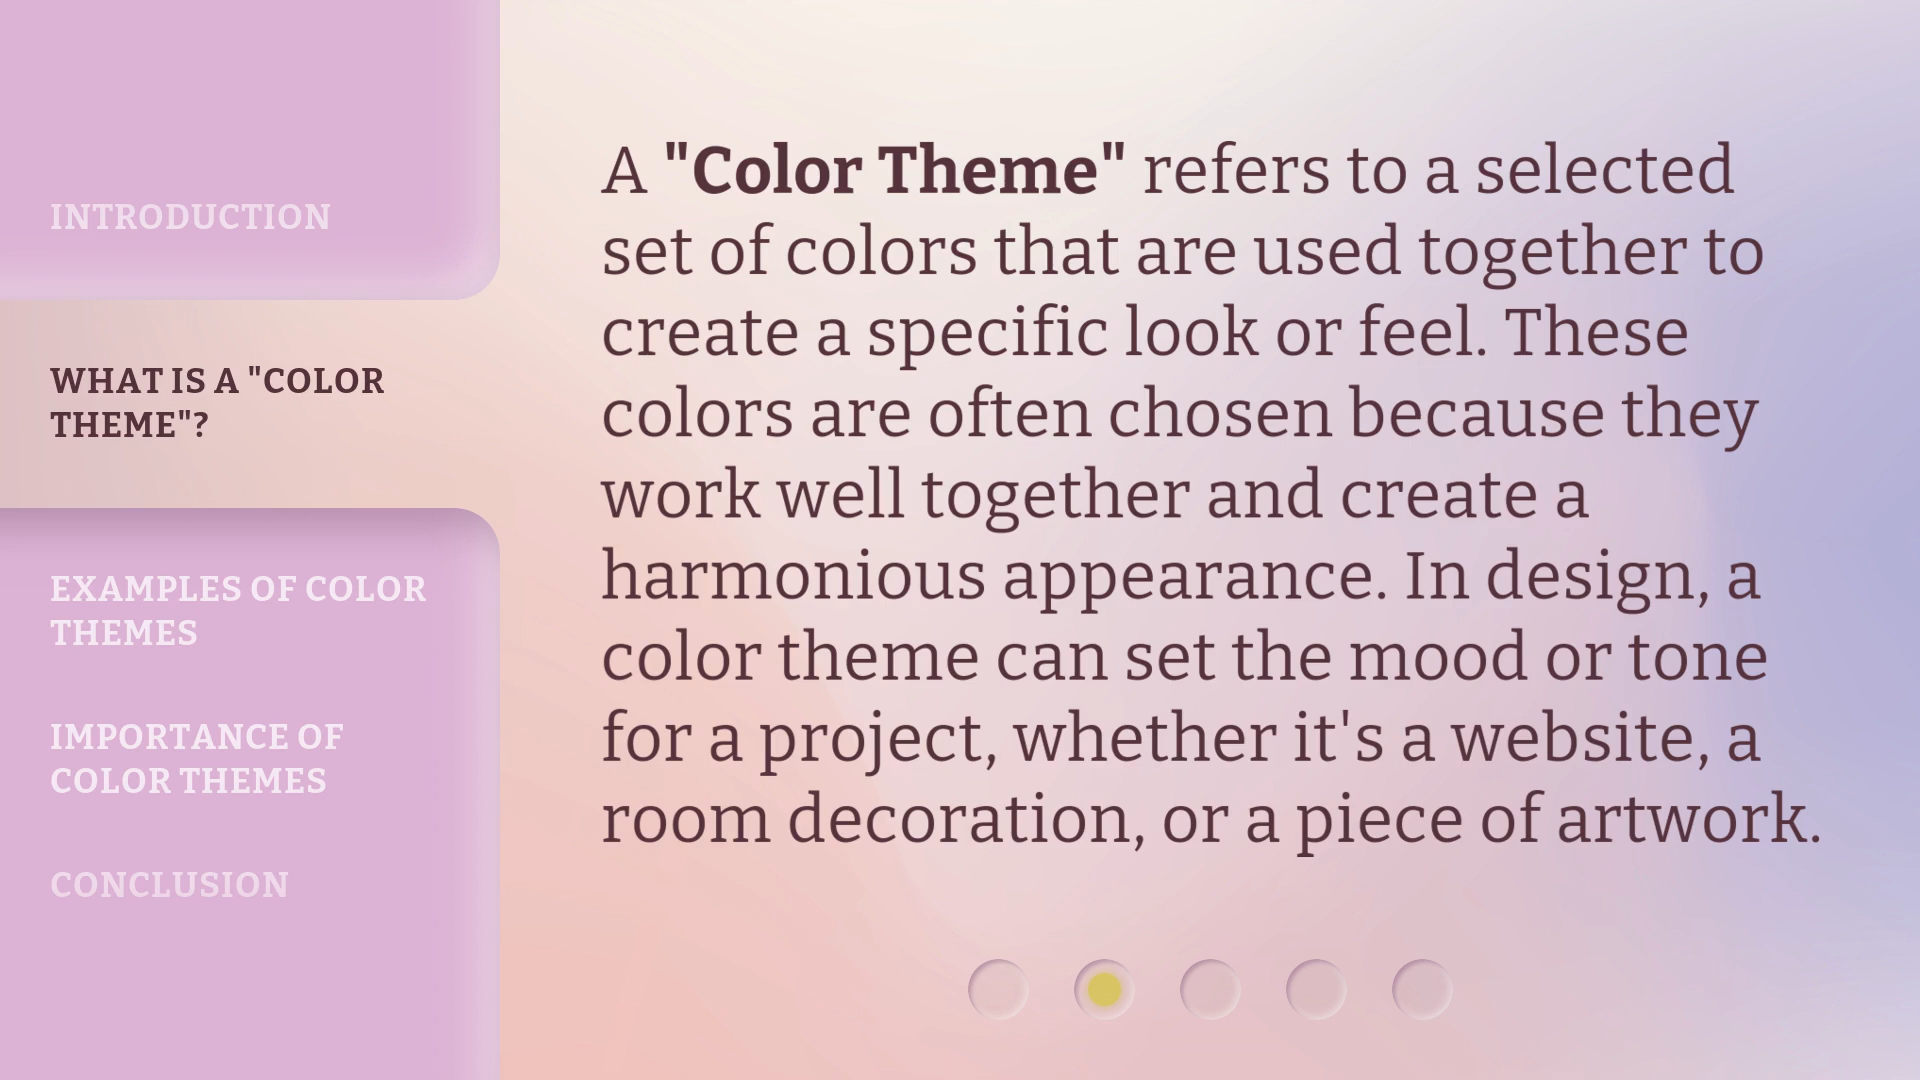 INTRODUCTION
WHAT IS A "COLOR
THEME"?
EXAMPLES OF COLOR
THEMES
IMPORTANCE OF
COLOR THEMES
CONCLUSION
A "Color Theme" refers to a selected
set of colors that are used together to
create a specific look or feel. These
colors are often chosen because they
work well together and create a
harmonious appearance. In design, a
color theme can set the mood or tone
for a project, whether it's a website, a
room decoration, or a piece of artwork.